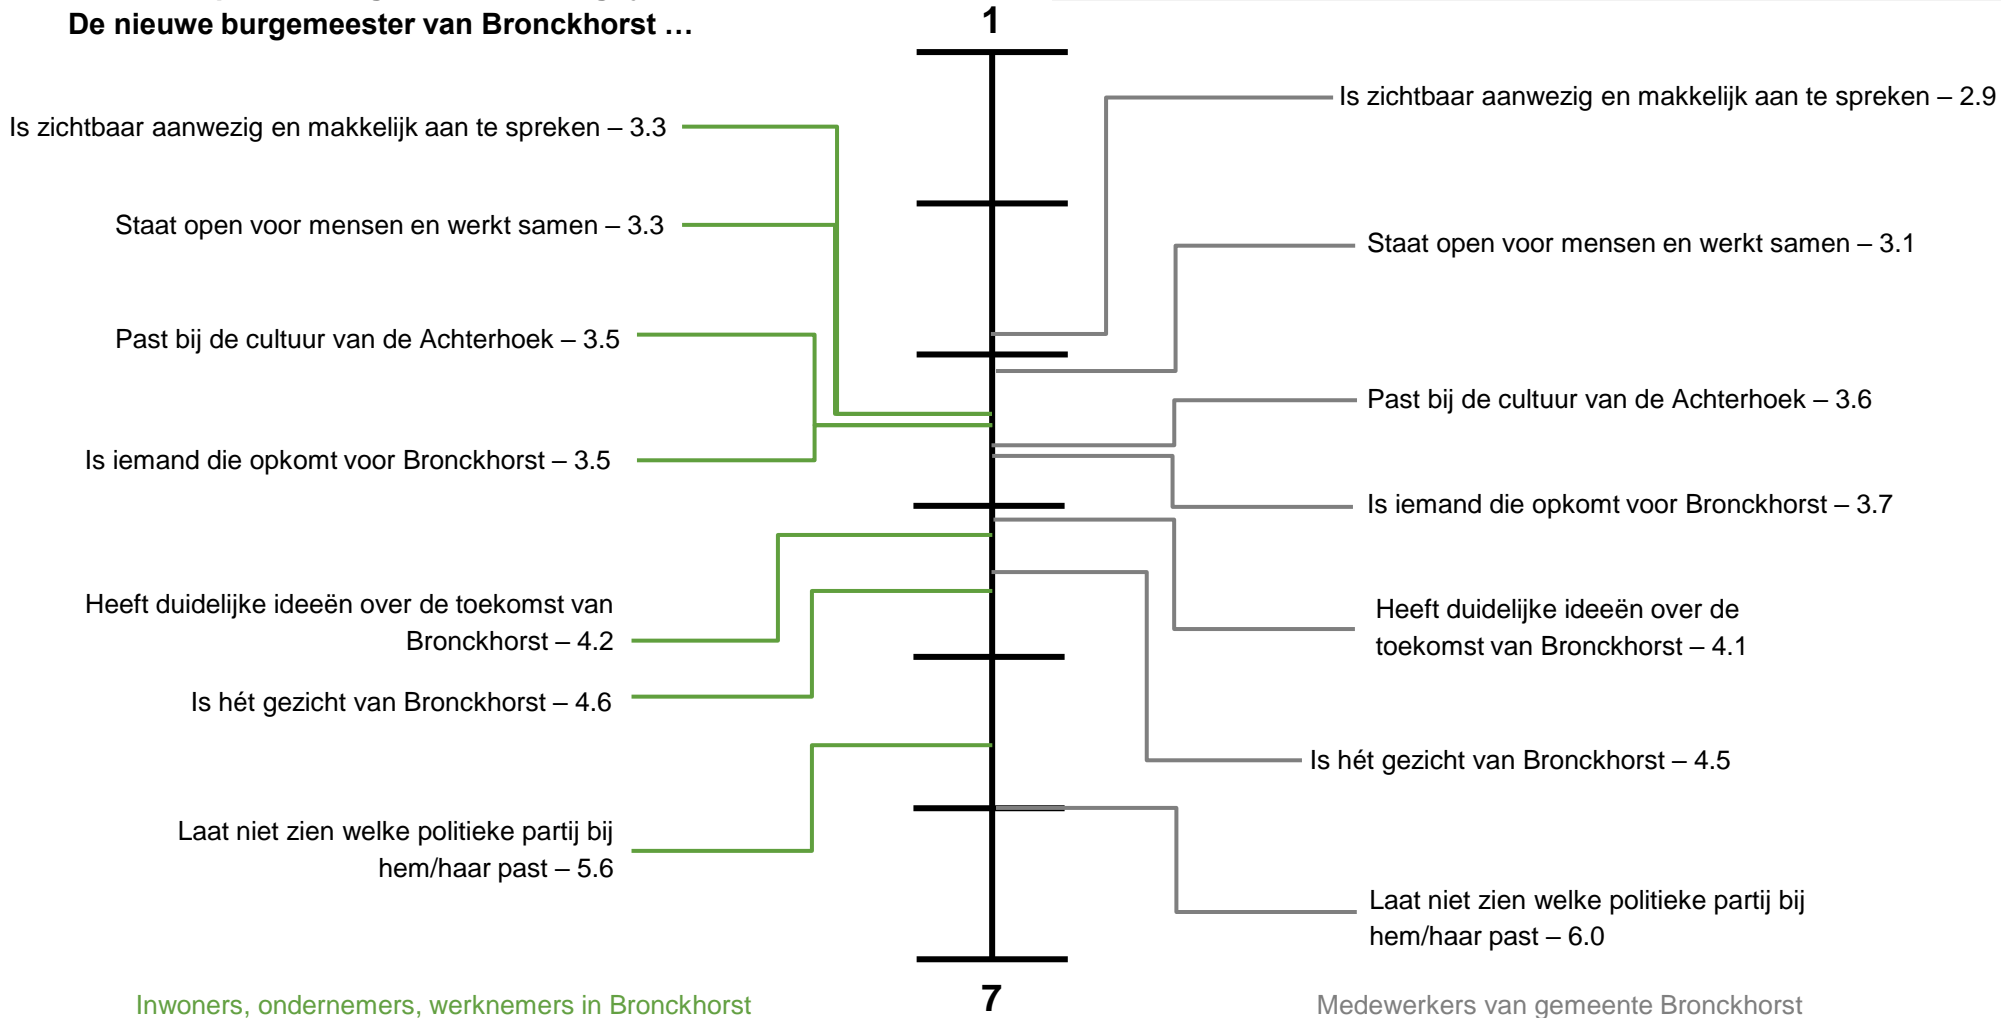 De nieuwe burgemeester van Bronckhorst …
1
Is zichtbaar aanwezig en makkelijk aan te spreken – 3.3
Staat open voor mensen en werkt samen – 3.3
Past bij de cultuur van de Achterhoek – 3.5
Is iemand die opkomt voor Bronckhorst – 3.5
Heeft duidelijke ideeën over de toekomst van
Bronckhorst – 4.2
Is hét gezicht van Bronckhorst – 4.6
Laat niet zien welke politieke partij bij
hem/haar past – 5.6
Inwoners, ondernemers, werknemers in Bronckhorst
Is zichtbaar aanwezig en makkelijk aan te spreken – 2.9
Staat open voor mensen en werkt samen – 3.1
Past bij de cultuur van de Achterhoek – 3.6
Is iemand die opkomt voor Bronckhorst – 3.7
Heeft duidelijke ideeën over de
toekomst van Bronckhorst – 4.1
Is hét gezicht van Bronckhorst – 4.5
Laat niet zien welke politieke partij bij
hem/haar past – 6.0
7
Medewerkers van gemeente Bronckhorst